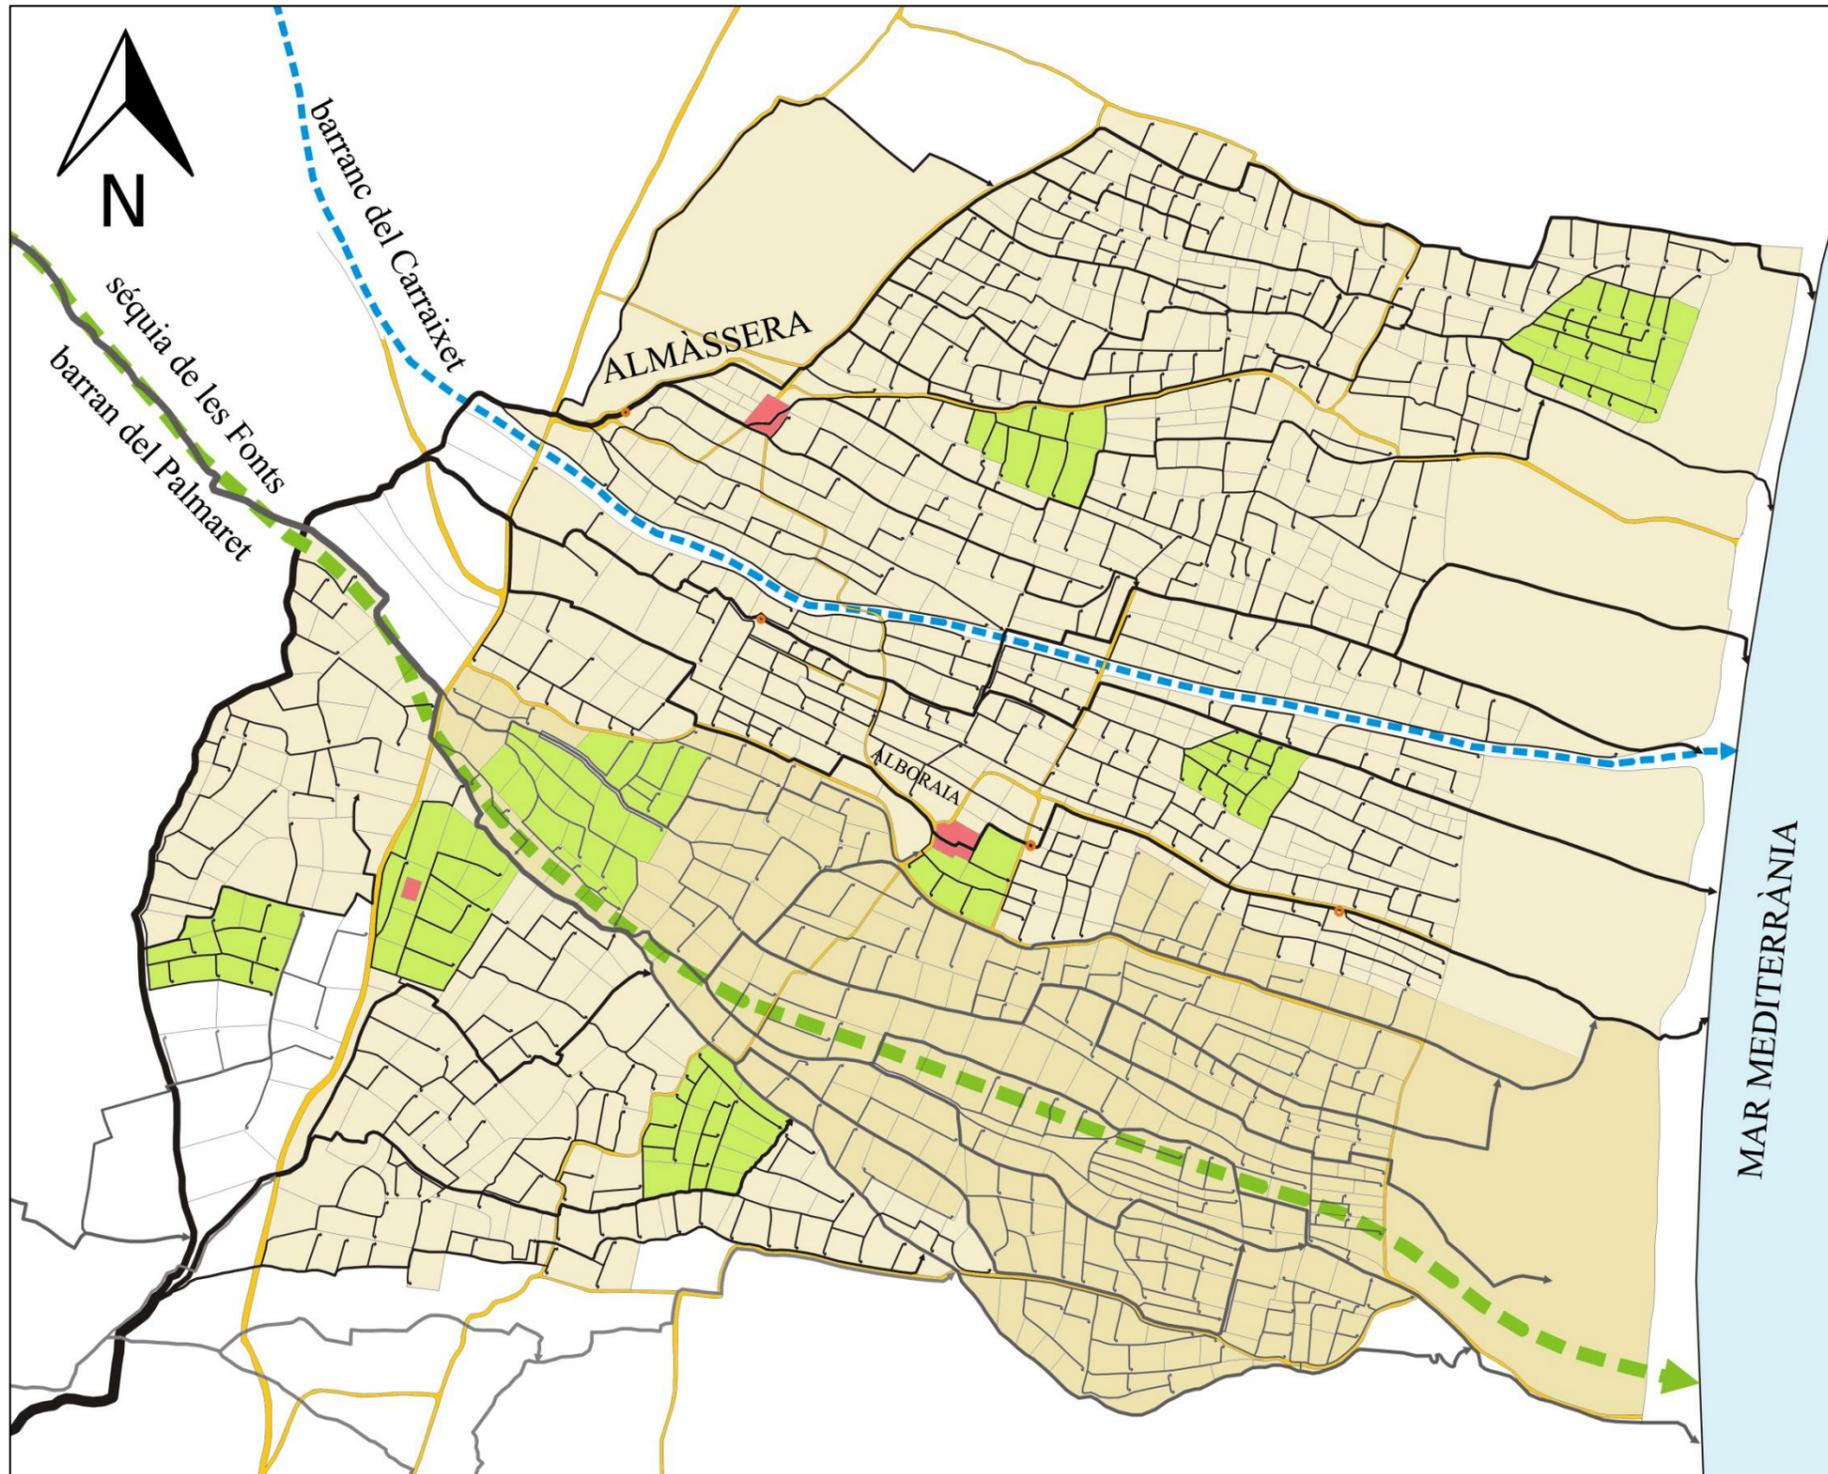 N
barranc del Carraixet
séquia de les Fonts
barran del Palmaret
ALMÀSSERA
ALBORAIA
MAR MEDITERRÀNIA